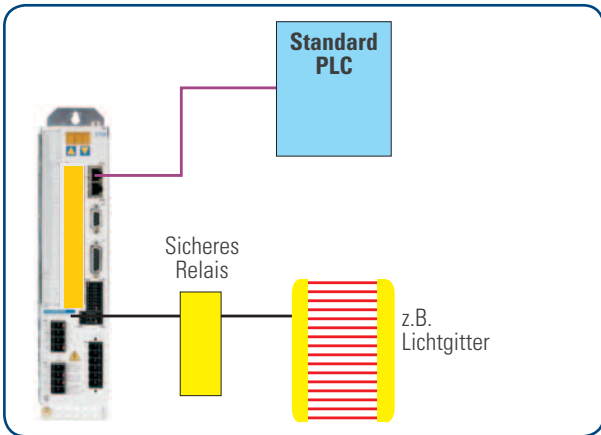 Standard
PLC
Sicheres
Relais
z.B.
Lichtgitter